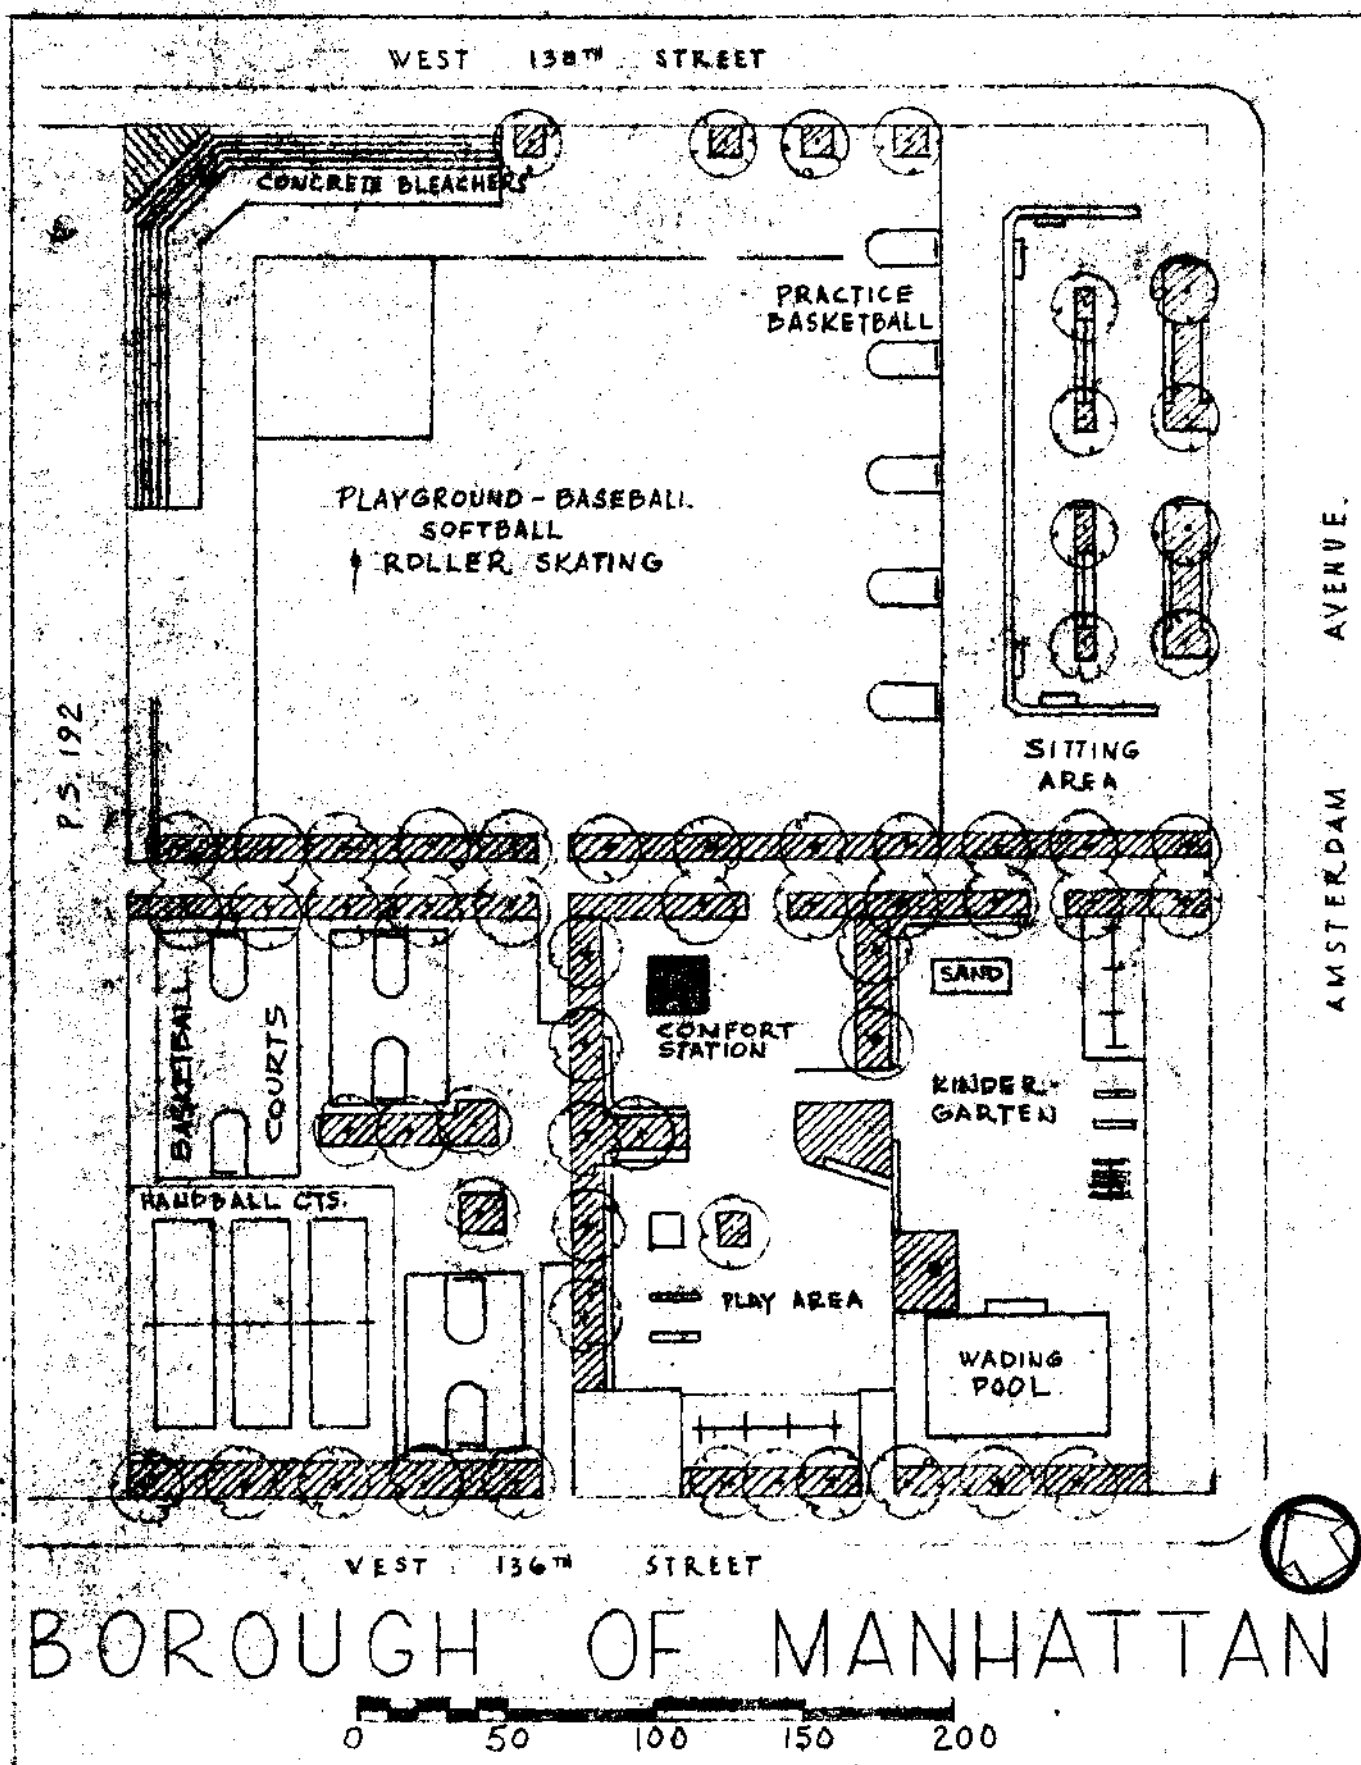 WEST 138TH STREET
CONCRETE BLEACHERS
PRACTICE
BASKETBALL
PLAYGROUND - BASEBALL
SOFTBALL
& ROLLER SKATING
AVENUE.
AMSTERDAM
P.S. 192
SITTING
AREA
SAND
COMFORT
STATION
BASKETBALL
COURTS
KINDER-
GARTEN
HANDBALL CTS.
PLAY AREA
WADING
POOL
WEST 136TH STREET
BOROUGH OF MANHATTAN
0 50 100 150 200